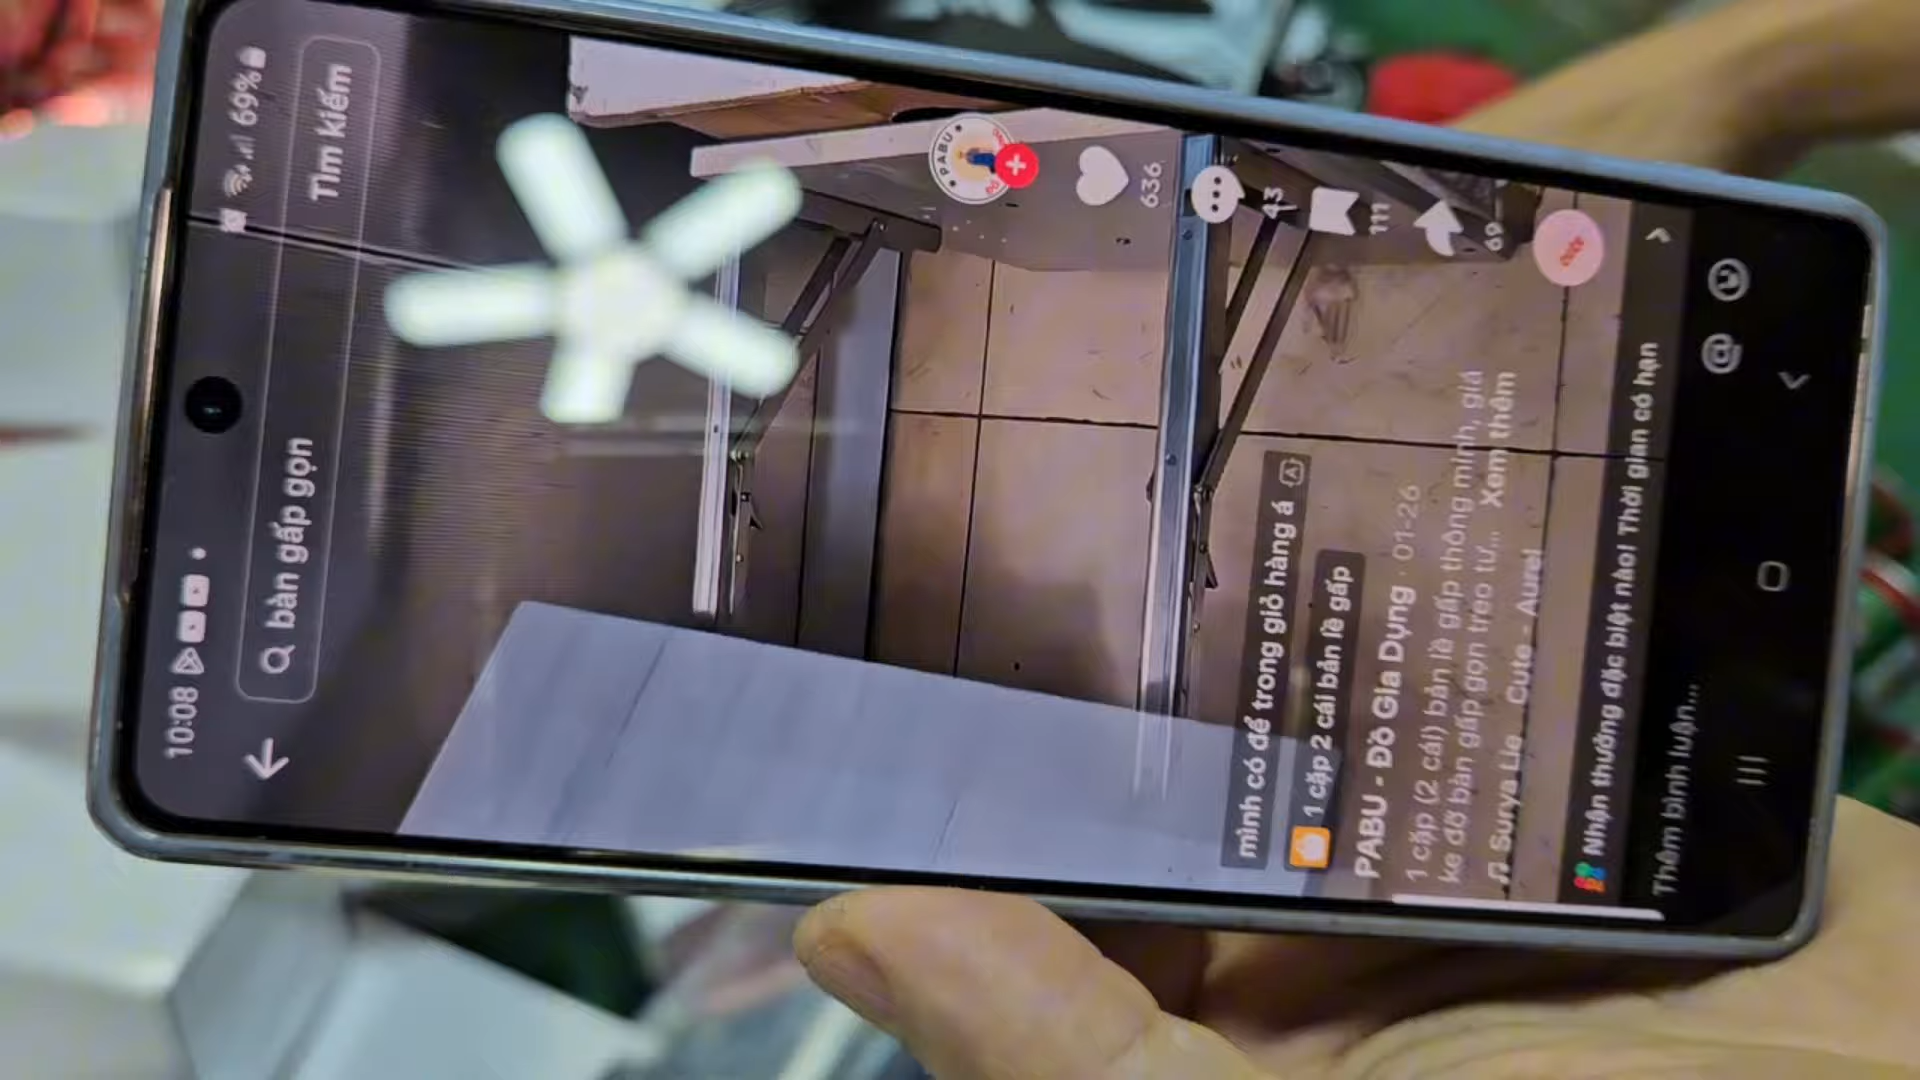 10:08
69%
bàn gấp gọn
Tìm kiếm
PABU
636
43
111
69
mình có để trong giỏ hàng á
1 cặp 2 cái bản lề gấp
PABU - Đồ Gia Dụng · 01-26
1 cặp (2 cái) bản lề gấp thông minh, giá
ke đỡ bàn gấp gọn treo tư... Xem thêm
Surya Lie Cute - Aurel
Nhận thưởng đặc biệt nào! Thời gian có hạn
Thêm bình luận...
@